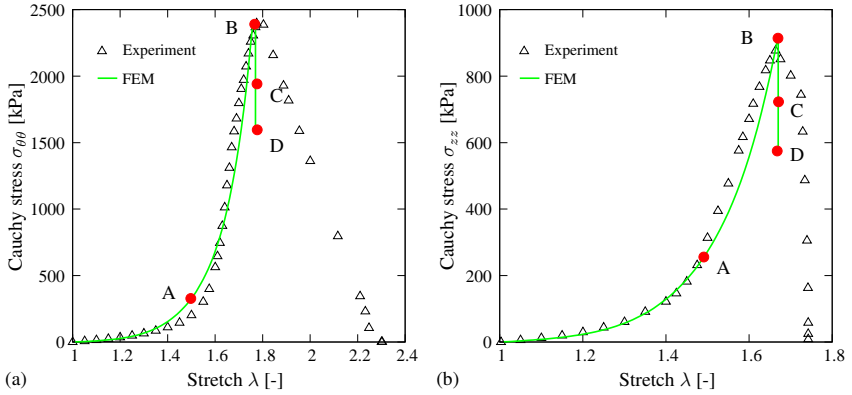 2500
2000
1500
1000
500
0
Cauchy stress σθθ [kPa]
Experiment
FEM
B
C
D
A
1 1.2 1.4 1.6 1.8 2 2.2 2.4
(a) Stretch λ [-]
1000
800
600
400
200
0
Cauchy stress σzz [kPa]
Experiment
FEM
B
C
D
A
1 1.2 1.4 1.6 1.8
(b) Stretch λ [-]